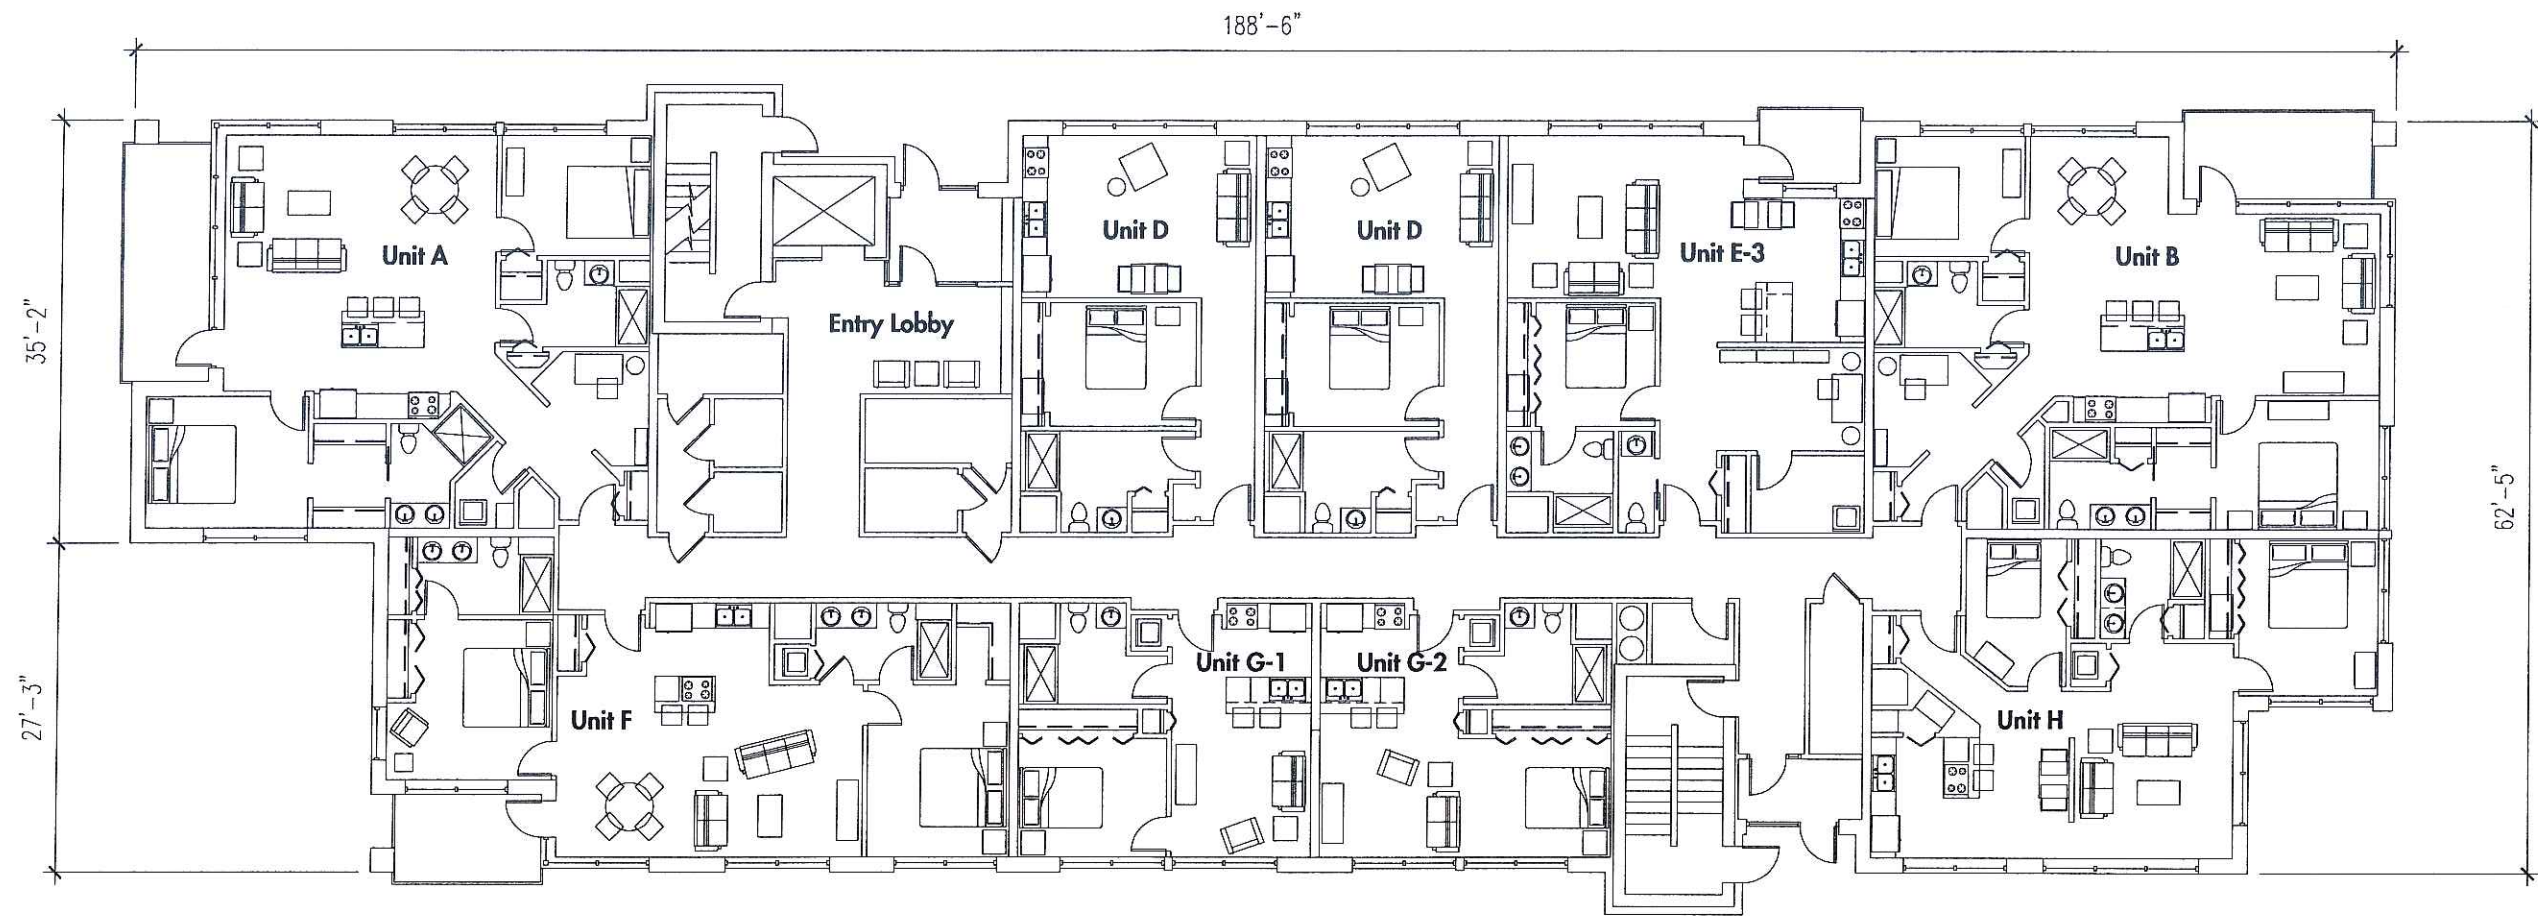 188'-6"
Unit D
Unit D
Unit E-3
Unit A
Unit B
Entry Lobby
35'-2"
62'-5"
Unit G-1
Unit G-2
27'-3"
Unit F
Unit H